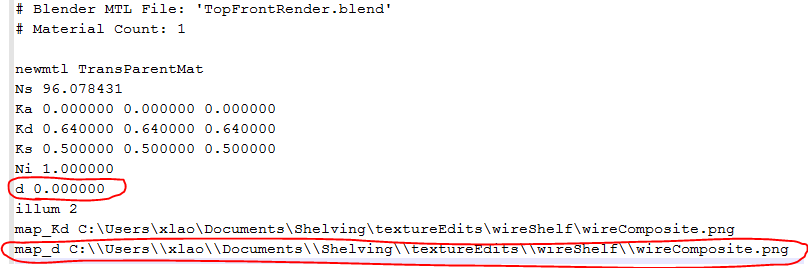 # Blender MTL File: 'TopFrontRender.blend'
# Material Count: 1
newmtl TransParentMat
Ns 96.078431
Ka 0.000000 0.000000 0.000000
Kd 0.640000 0.640000 0.640000
Ks 0.500000 0.500000 0.500000
Ni 1.000000
d 0.000000
illum 2
map_Kd C:\Users\xlao\Documents\Shelving\textureEdits\wireShelf\wireComposite.png
map_d C:\\Users\\xlao\\Documents\\Shelving\\textureEdits\\wireShelf\\wireComposite.png